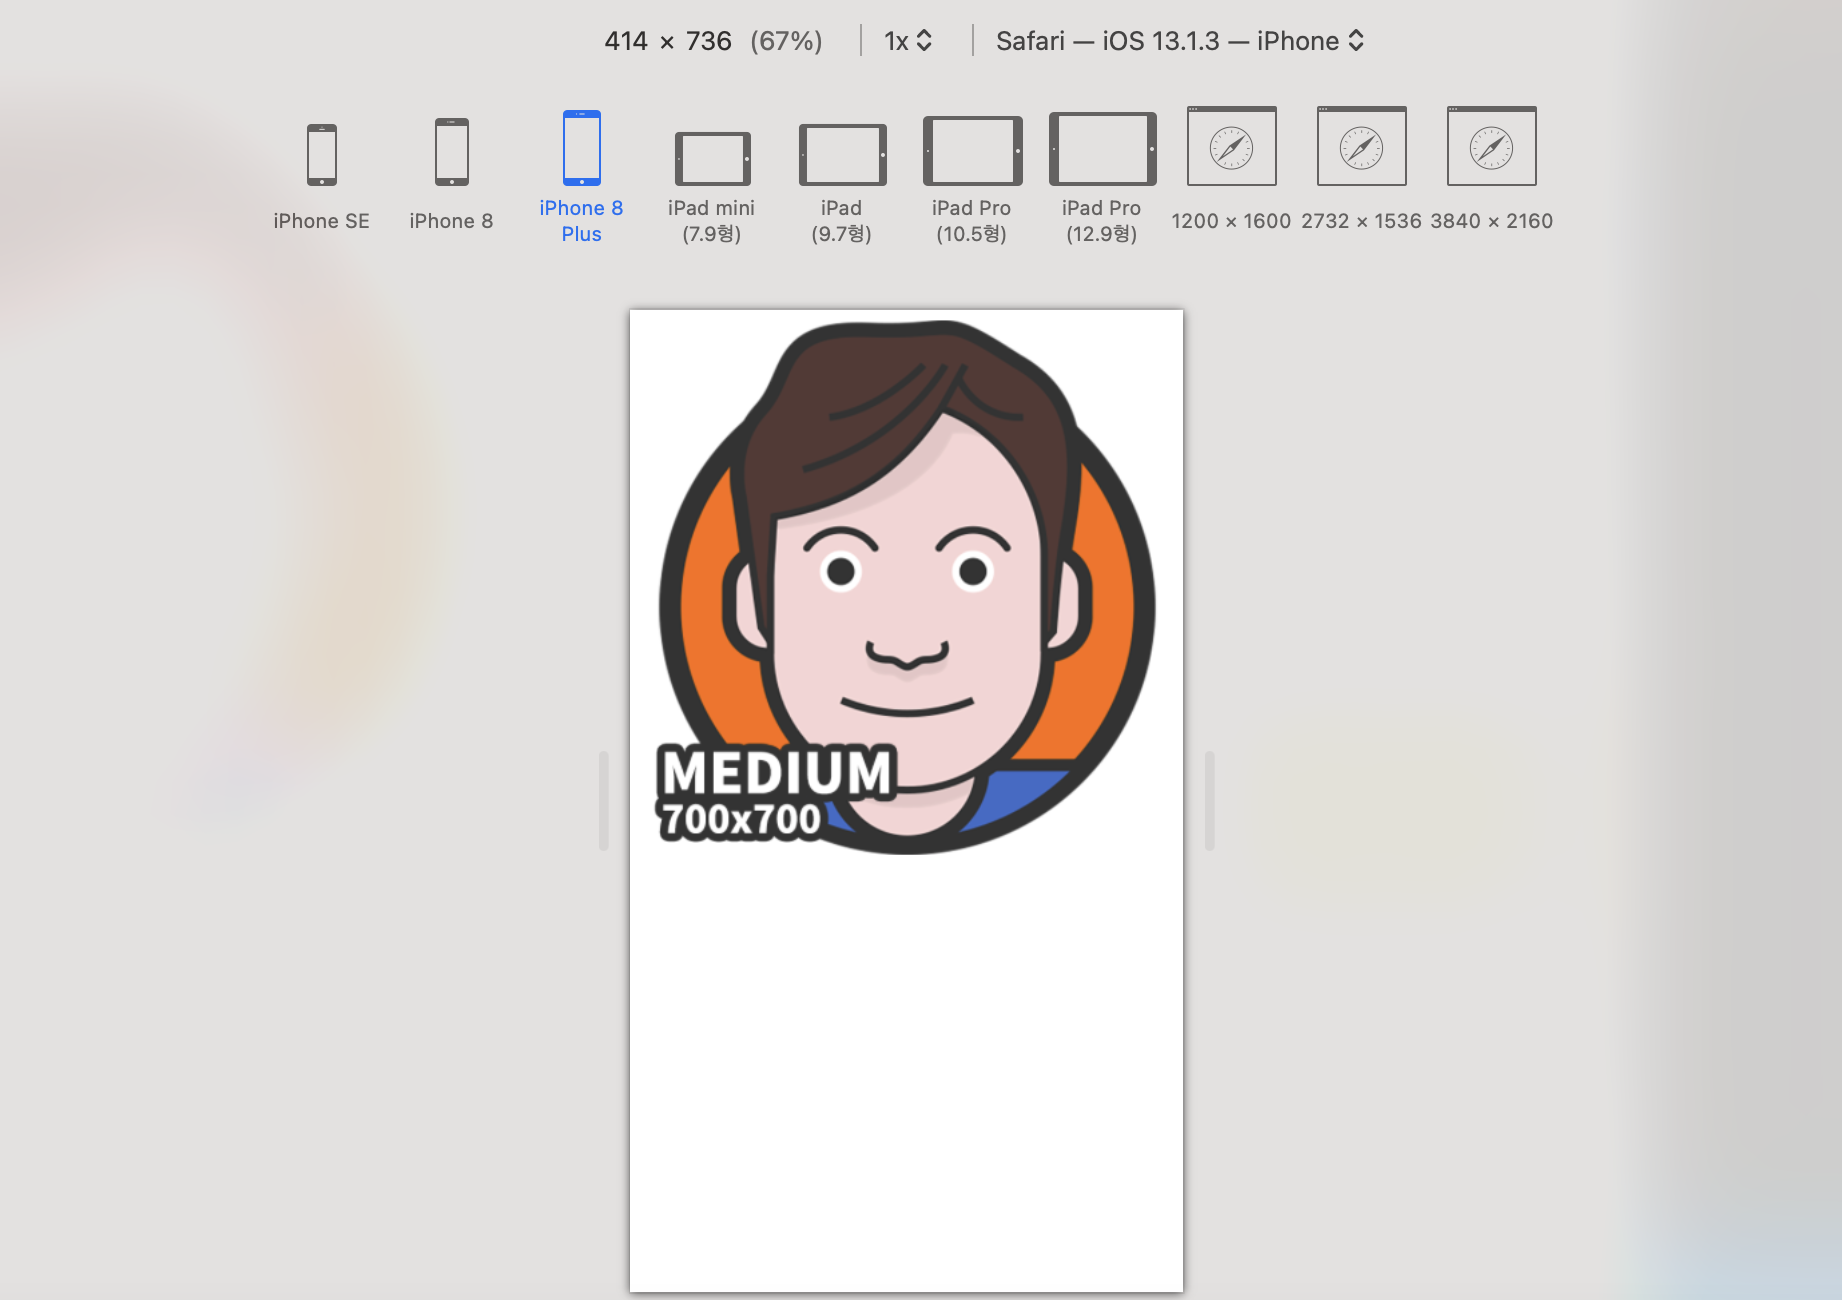 414 × 736 (67%) 1x Safari — iOS 13.1.3 — iPhone
iPhone SE
iPhone 8
iPhone 8
Plus
iPad mini
(7.9형)
iPad
(9.7형)
iPad Pro
(10.5형)
iPad Pro
(12.9형)
1200 × 1600
2732 × 1536
3840 × 2160
MEDIUM
700x700